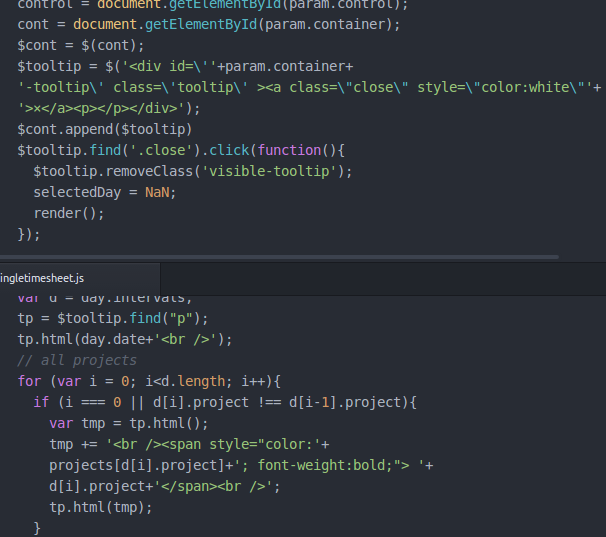 control = document.getElementById(param.control);
cont = document.getElementById(param.container);
$cont = $(cont);
$tooltip = $('<div id=\''+param.container+
'-tooltip\' class=\'tooltip\' ><a class=\"close\" style=\"color:white\"'+
'>×</a><p></p></div>');
$cont.append($tooltip)
$tooltip.find('.close').click(function(){
  $tooltip.removeClass('visible-tooltip');
  selectedDay = NaN;
  render();
});
ingletimesheet.js
var d = day.intervals,
tp = $tooltip.find("p");
tp.html(day.date+'<br />');
// all projects
for (var i = 0; i<d.length; i++){
  if (i === 0 || d[i].project !== d[i-1].project){
    var tmp = tp.html();
    tmp += '<br /><span style="color:'+
    projects[d[i].project]+'; font-weight:bold;"> '+
    d[i].project+'</span><br />';
    tp.html(tmp);
  }